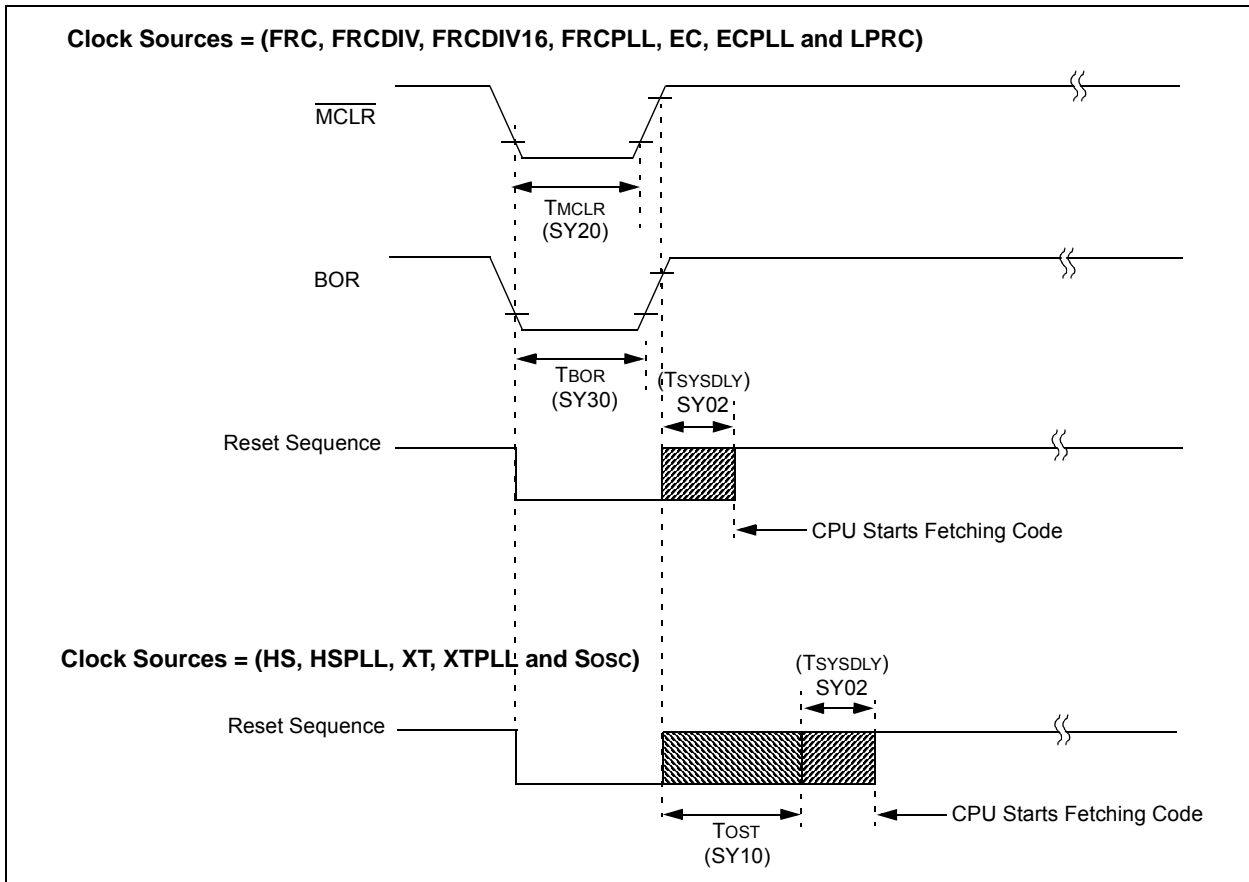 Clock Sources = (FRC, FRCDIV, FRCDIV16, FRCPLL, EC, ECPLL and LPRC)
MCLR
TMCLR
(SY20)
BOR
TBOR
(SY30)
(TSYSDLY)
SY02
Reset Sequence
CPU Starts Fetching Code
Clock Sources = (HS, HSPLL, XT, XTPLL and SOSC)
(TSYSDLY)
SY02
Reset Sequence
CPU Starts Fetching Code
TOST
(SY10)